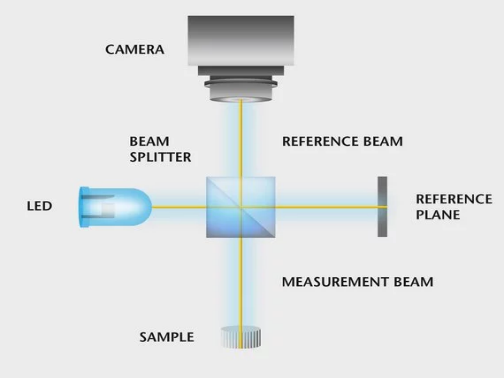 CAMERA
BEAM
SPLITTER
REFERENCE BEAM
LED
REFERENCE
PLANE
MEASUREMENT BEAM
SAMPLE